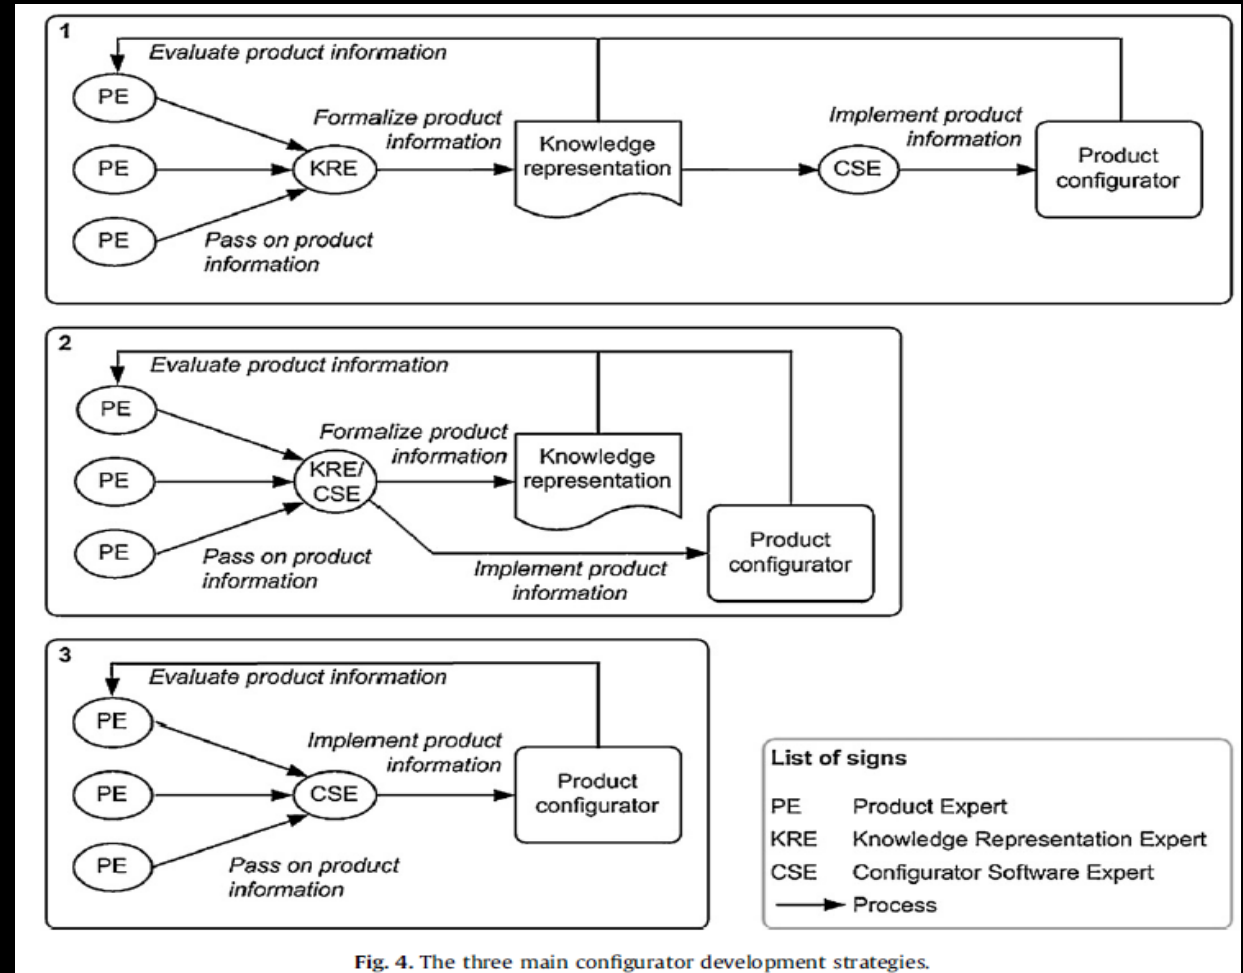 1
Evaluate product information
PE
PE
PE
KRE
Formalize product
information
Pass on product
information
Knowledge
representation
CSE
Implement product
information
Product
configurator
2
Evaluate product information
PE
PE
PE
KRE/
CSE
Formalize product
information
Pass on product
information
Knowledge
representation
Implement product
information
Product
configurator
3
Evaluate product information
PE
PE
PE
CSE
Implement product
information
Pass on product
information
Product
configurator
List of signs
PE Product Expert
KRE Knowledge Representation Expert
CSE Configurator Software Expert
Process
Fig. 4. The three main configurator development strategies.